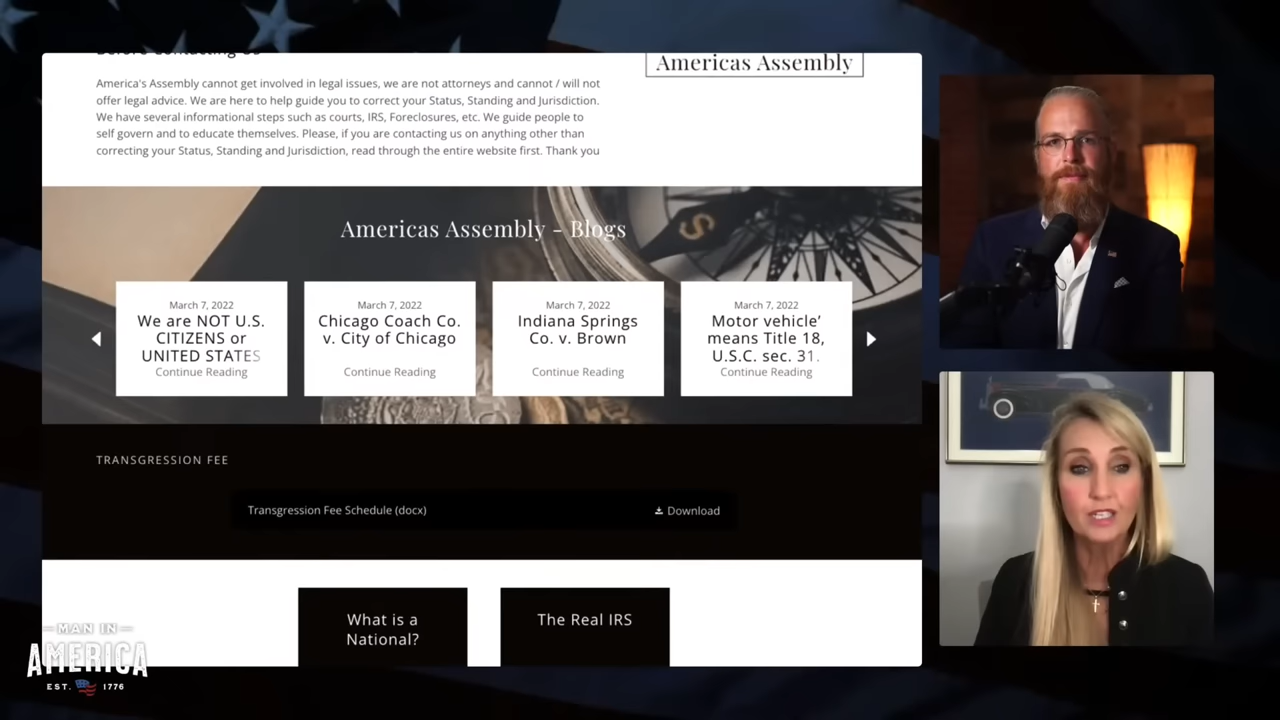 Before Contacting Us
Americas Assembly
America's Assembly cannot get involved in legal issues, we are not attorneys and cannot / will not
offer legal advice. We are here to help guide you to correct your Status, Standing and Jurisdiction.
We have several informational steps such as courts, IRS, Foreclosures, etc. We guide people to
self govern and to educate themselves. Please, if you are contacting us on anything other than
correcting your Status, Standing and Jurisdiction, read through the entire website first. Thank you
Americas Assembly - Blogs
March 7, 2022
We are NOT U.S.
CITIZENS or
UNITED STATES
Continue Reading
March 7, 2022
Chicago Coach Co.
v. City of Chicago
Continue Reading
March 7, 2022
Indiana Springs
Co. v. Brown
Continue Reading
March 7, 2022
Motor vehicle’
means Title 18,
U.S.C. sec. 31.
Continue Reading
TRANSGRESSION FEE
Transgression Fee Schedule (docx)
Download
What is a
National?
The Real IRS
MAN IN
AMERICA
EST. 1776